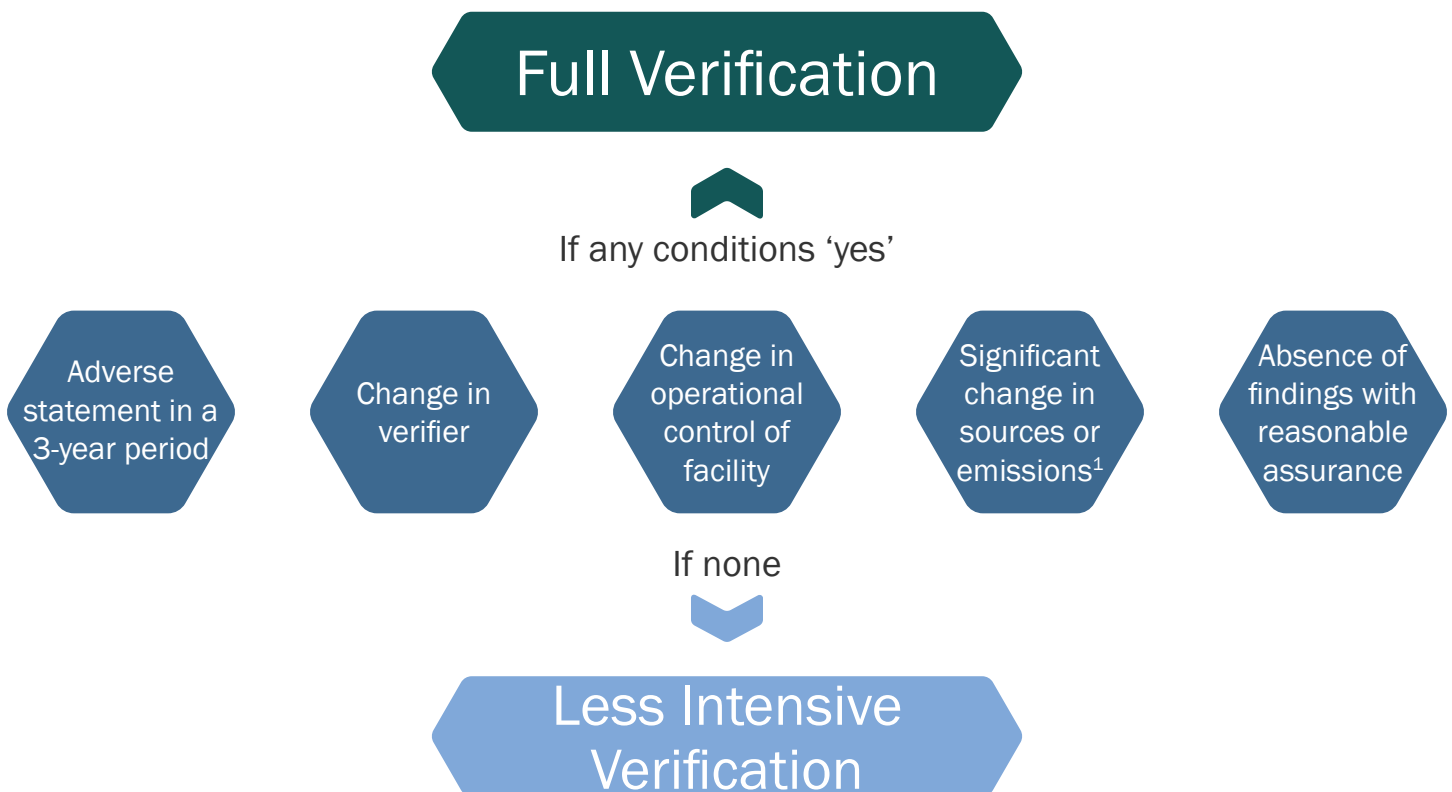 Full Verification
If any conditions ‘yes’
Adverse
statement in a
3-year period
Change in
verifier
Change in
operational
control of
facility
Significant
change in
sources or
emissions¹
Absence of
findings with
reasonable
assurance
If none
Less Intensive
Verification